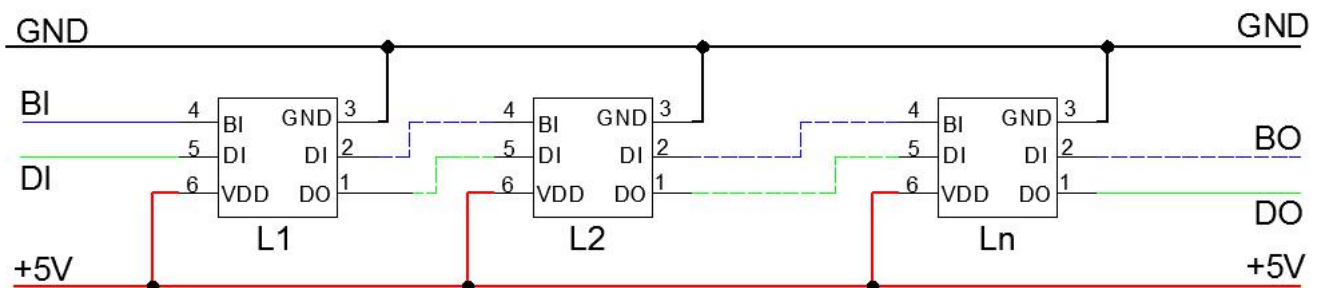 GND GND
BI 4 BI GND 3 4 BI GND 3 4 BI GND 3 BO
DI 5 DI DI 2 5 DI DI 2 5 DI DI 2
6 VDD DO 1 6 VDD DO 1 6 VDD DO 1 DO
L1 L2 Ln
+5V +5V